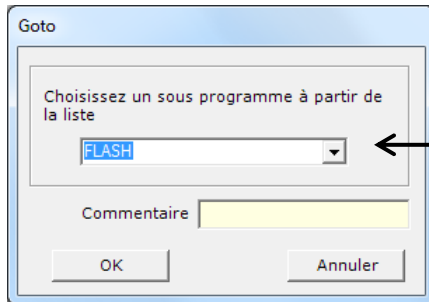 Goto
Choisissez un sous programme à partir de
la liste
FLASH
Commentaire
OK Annuler